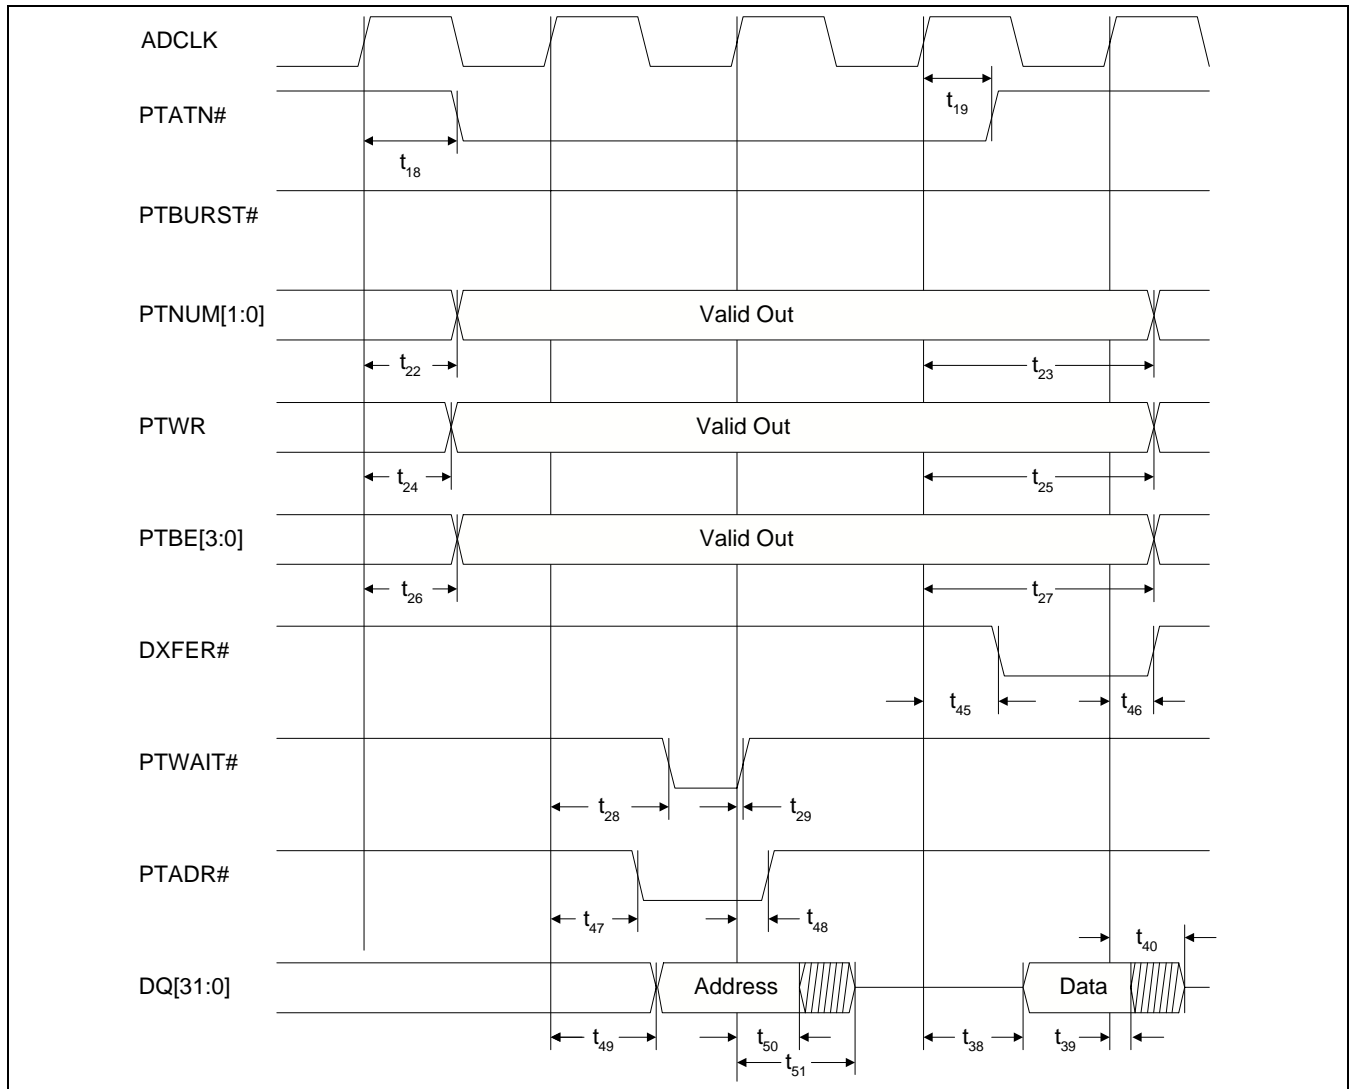 ADCLK
t19
PTATN#
t18
PTBURST#
PTNUM[1:0] Valid Out
t22 t23
PTWR Valid Out
t24 t25
PTBE[3:0] Valid Out
t26 t27
DXFER#
t45 t46
PTWAIT#
t28 t29
PTADR#
t47 t48
t40
DQ[31:0] Address Data
t49 t50 t38 t39
t51